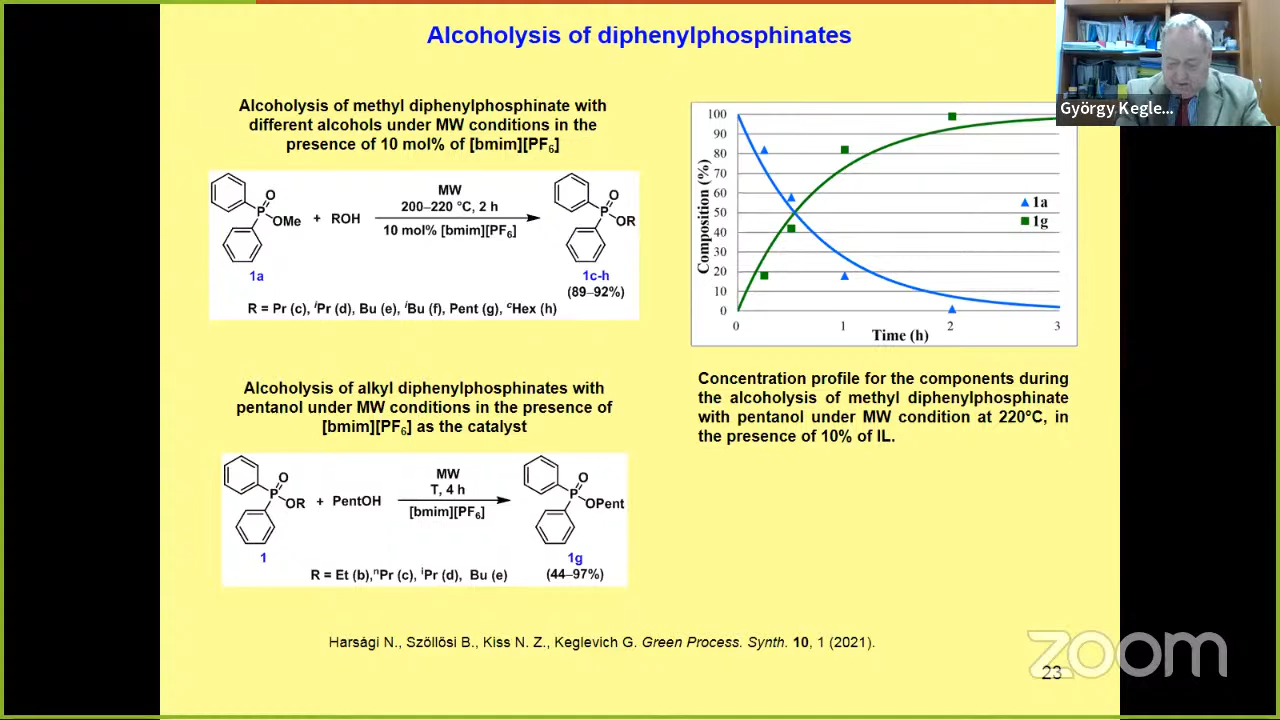 Alcoholysis of diphenylphosphinates
György Kegle...
Alcoholysis of methyl diphenylphosphinate with
different alcohols under MW conditions in the
presence of 10 mol% of [bmim][PF6]
P
O
OMe
+ ROH
MW
200–220 °C, 2 h
10 mol% [bmim][PF6]
P
O
OR
1a
1c-h
(89–92%)
R = Pr (c), iPr (d), Bu (e), iBu (f), Pent (g), cHex (h)
Composition (%)
100
90
80
70
60
50
40
30
20
10
0
0 1 2 3
Time (h)
1a
1g
Concentration profile for the components during
the alcoholysis of methyl diphenylphosphinate
with pentanol under MW condition at 220°C, in
the presence of 10% of IL.
Alcoholysis of alkyl diphenylphosphinates with
pentanol under MW conditions in the presence of
[bmim][PF6] as the catalyst
P
O
OR
+ PentOH
MW
T, 4 h
[bmim][PF6]
P
O
OPent
1
1g
(44–97%)
R = Et (b),nPr (c), iPr (d), Bu (e)
Harsági N., Szöllősi B., Kiss N. Z., Keglevich G. Green Process. Synth. 10, 1 (2021).
zoom
23